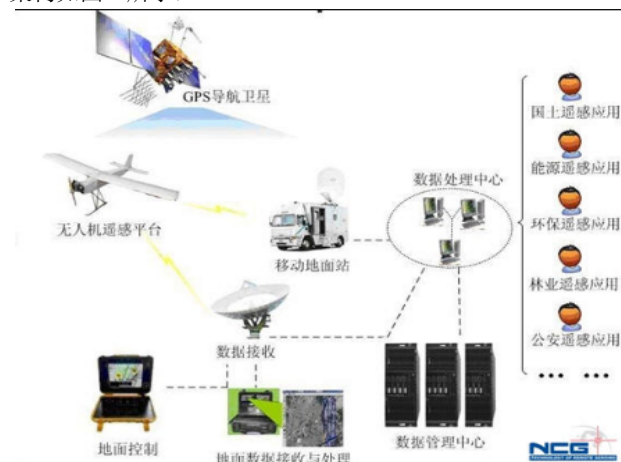 GPS导航卫星
无人机遥感平台
移动地面站
数据处理中心
国土遥感应用
能源遥感应用
环保遥感应用
林业遥感应用
公安遥感应用
... ...
数据接收
地面控制
地面数据接收与处理
数据管理中心
NCG
TECHNOLOGY OF REMOTE SENSING